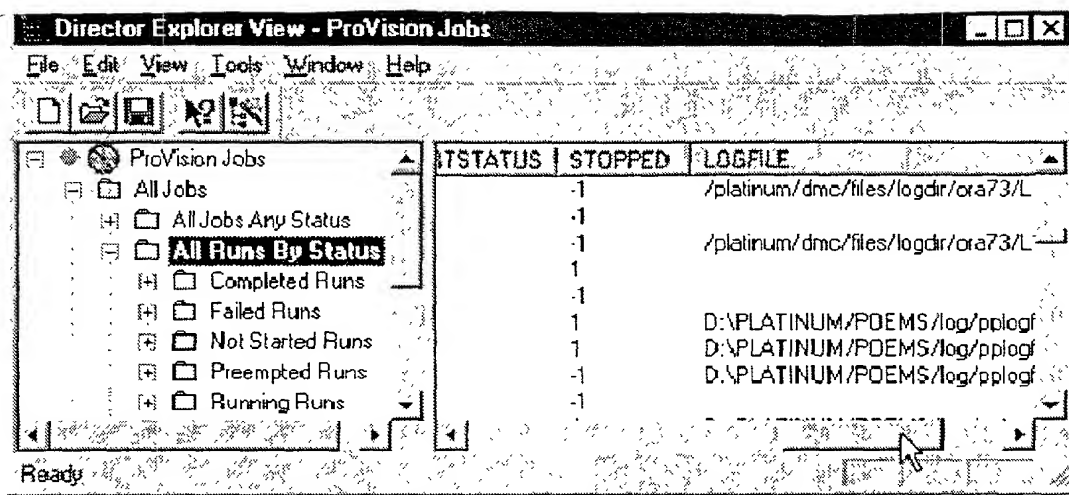 Director Explorer View - ProVision Jobs
File Edit View Tools Window Help
ProVision Jobs
All Jobs
All Jobs Any Status
All Runs By Status
Completed Runs
Failed Runs
Not Started Runs
Preempted Runs
Running Runs
TSTATUS STOPPED LOGFILE
-1 /platinum/dmc/files/logdir/ora73/L
-1
-1 /platinum/dmc/files/logdir/ora73/L
1
-1
1 D:\PLATINUM/POEMS/log/pplogf
1 D:\PLATINUM/POEMS/log/pplogf
-1 D:\PLATINUM/POEMS/log/pplogf
-1
Ready